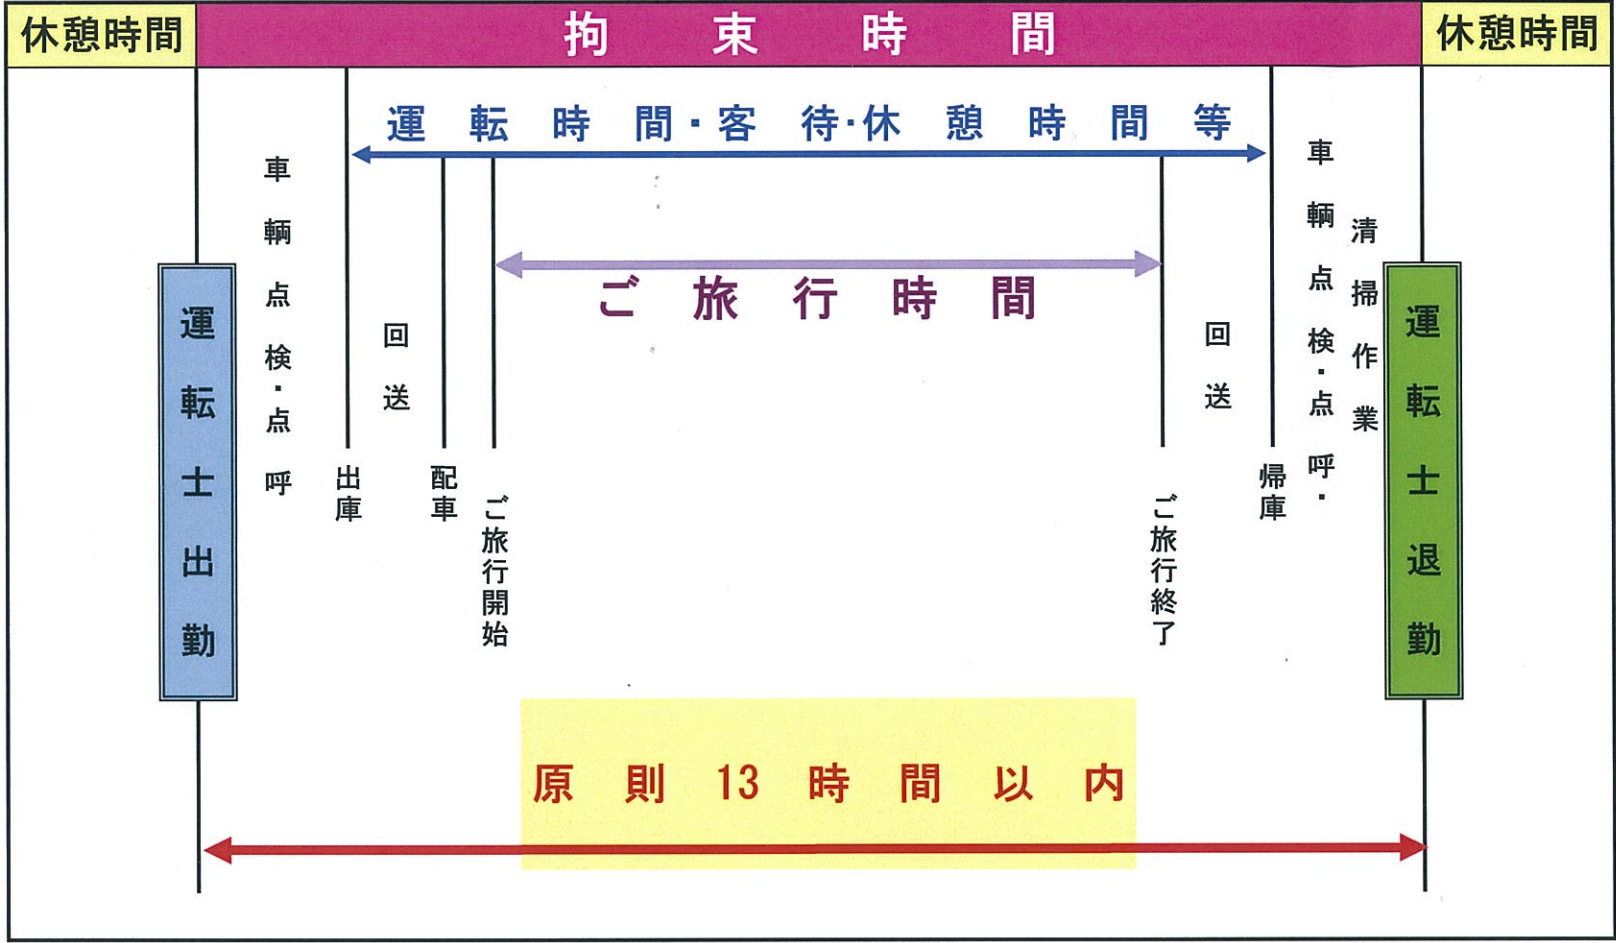 休憩時間
拘束時間
休憩時間
運転時間・客待・休憩時間等
ご旅行時間
運転士出勤
車輌点検・点呼
出庫
回送
配車
ご旅行開始
ご旅行終了
回送
帰庫
車輌点検・点呼・
清掃作業
運転士退勤
原則13時間以内